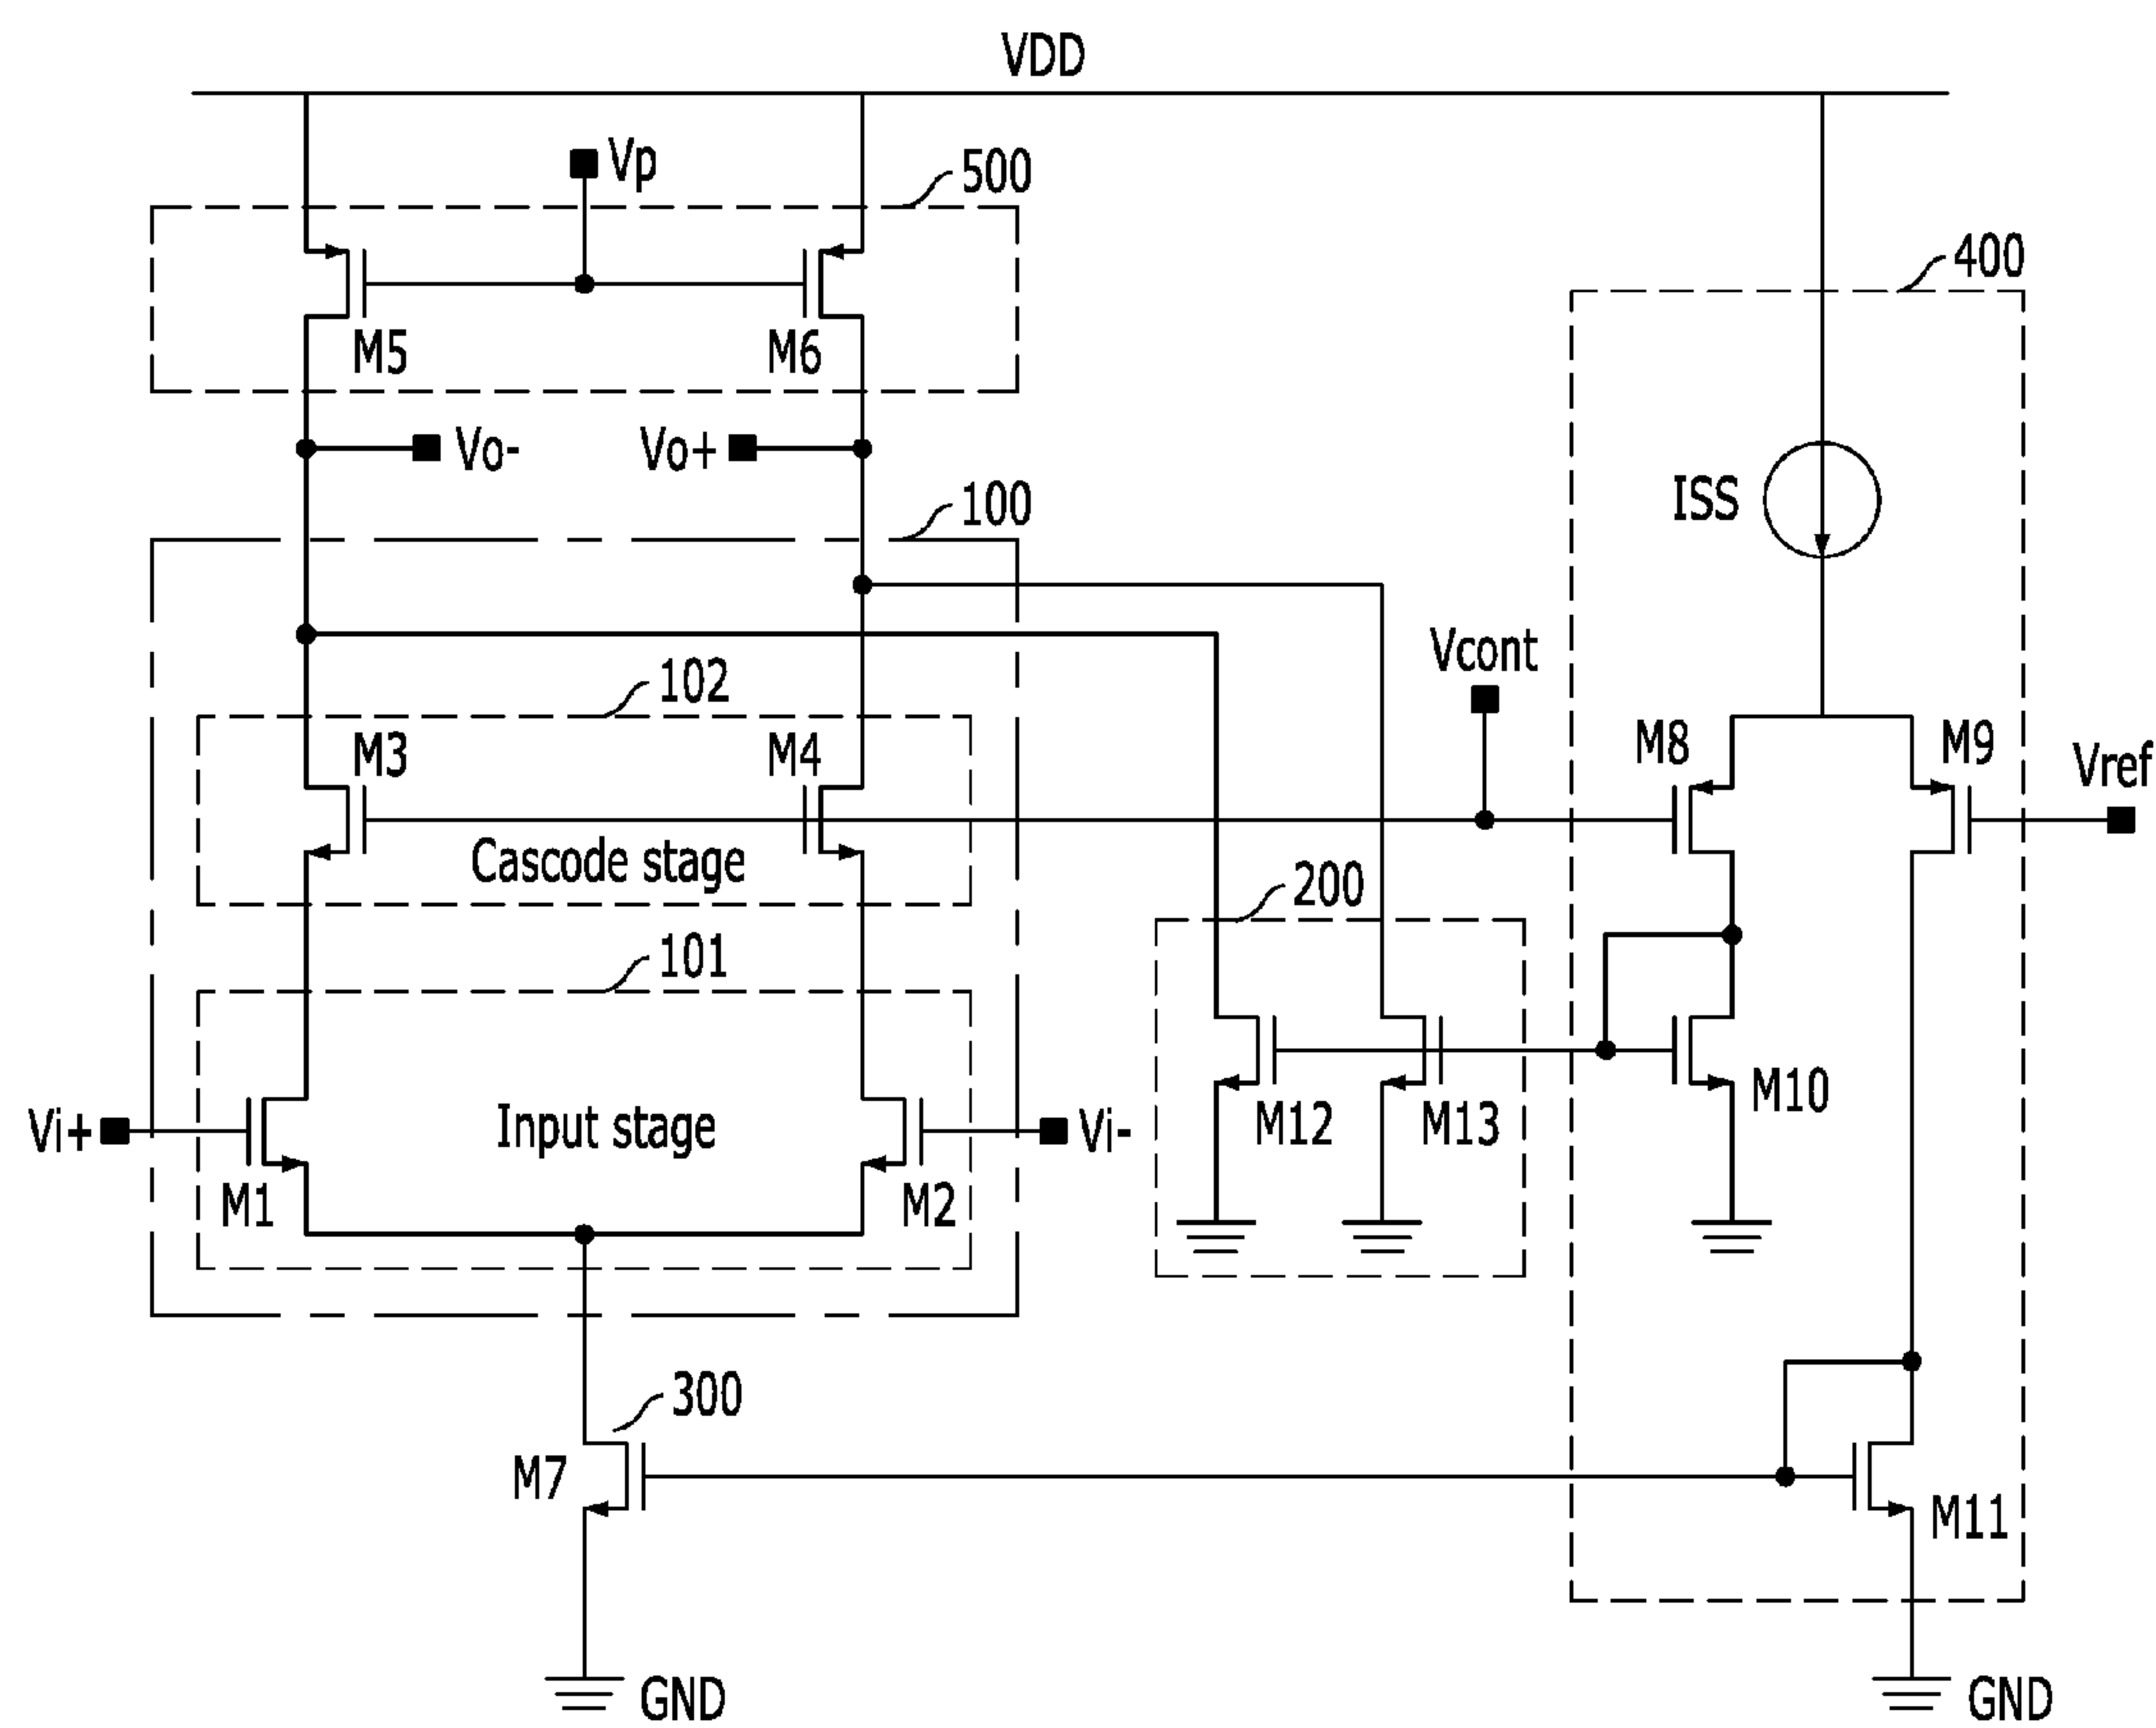 VDD
Vp
500
400
M5
M6
Vo-
Vo+
100
ISS
Vcont
102
M3
M4
M8
M9
Vref
Cascode stage
200
101
M10
Vi+
Input stage
Vi-
M12
M13
M1
M2
300
M7
M11
GND
GND